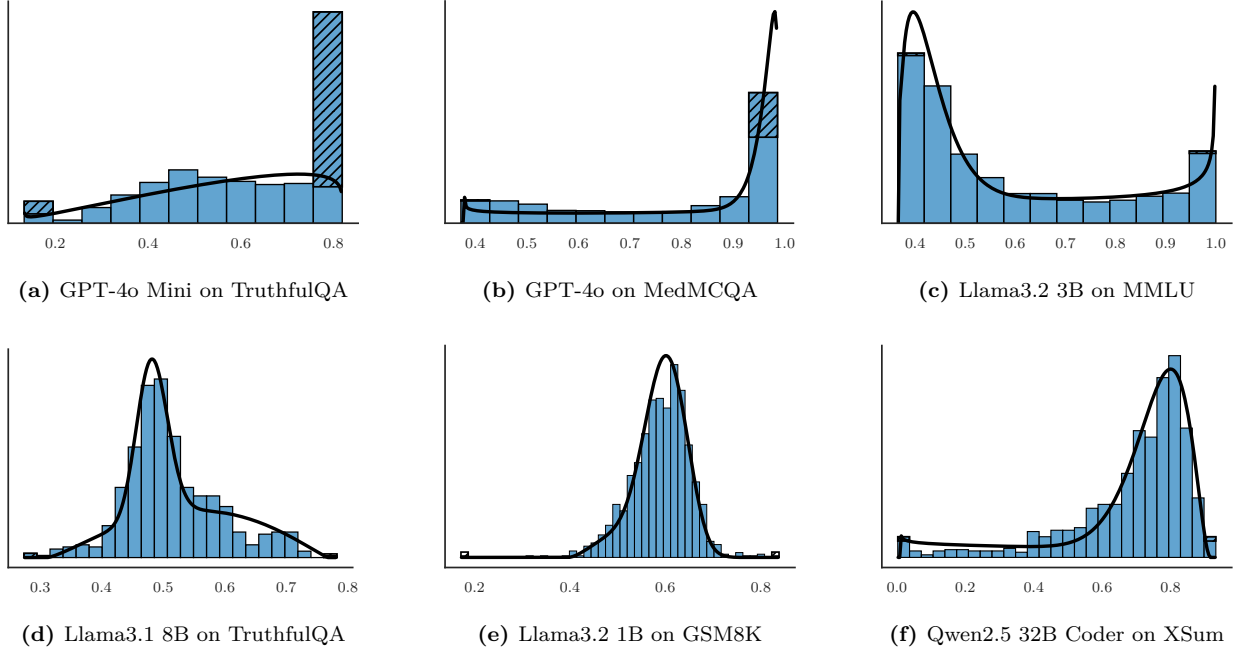 0.2 0.4 0.6 0.8
0.4 0.5 0.6 0.7 0.8 0.9 1.0
0.4 0.5 0.6 0.7 0.8 0.9 1.0
(a) GPT-4o Mini on TruthfulQA
(b) GPT-4o on MedMCQA
(c) Llama3.2 3B on MMLU
0.3 0.4 0.5 0.6 0.7 0.8
0.2 0.4 0.6 0.8
0.0 0.2 0.4 0.6 0.8
(d) Llama3.1 8B on TruthfulQA
(e) Llama3.2 1B on GSM8K
(f) Qwen2.5 32B Coder on XSum